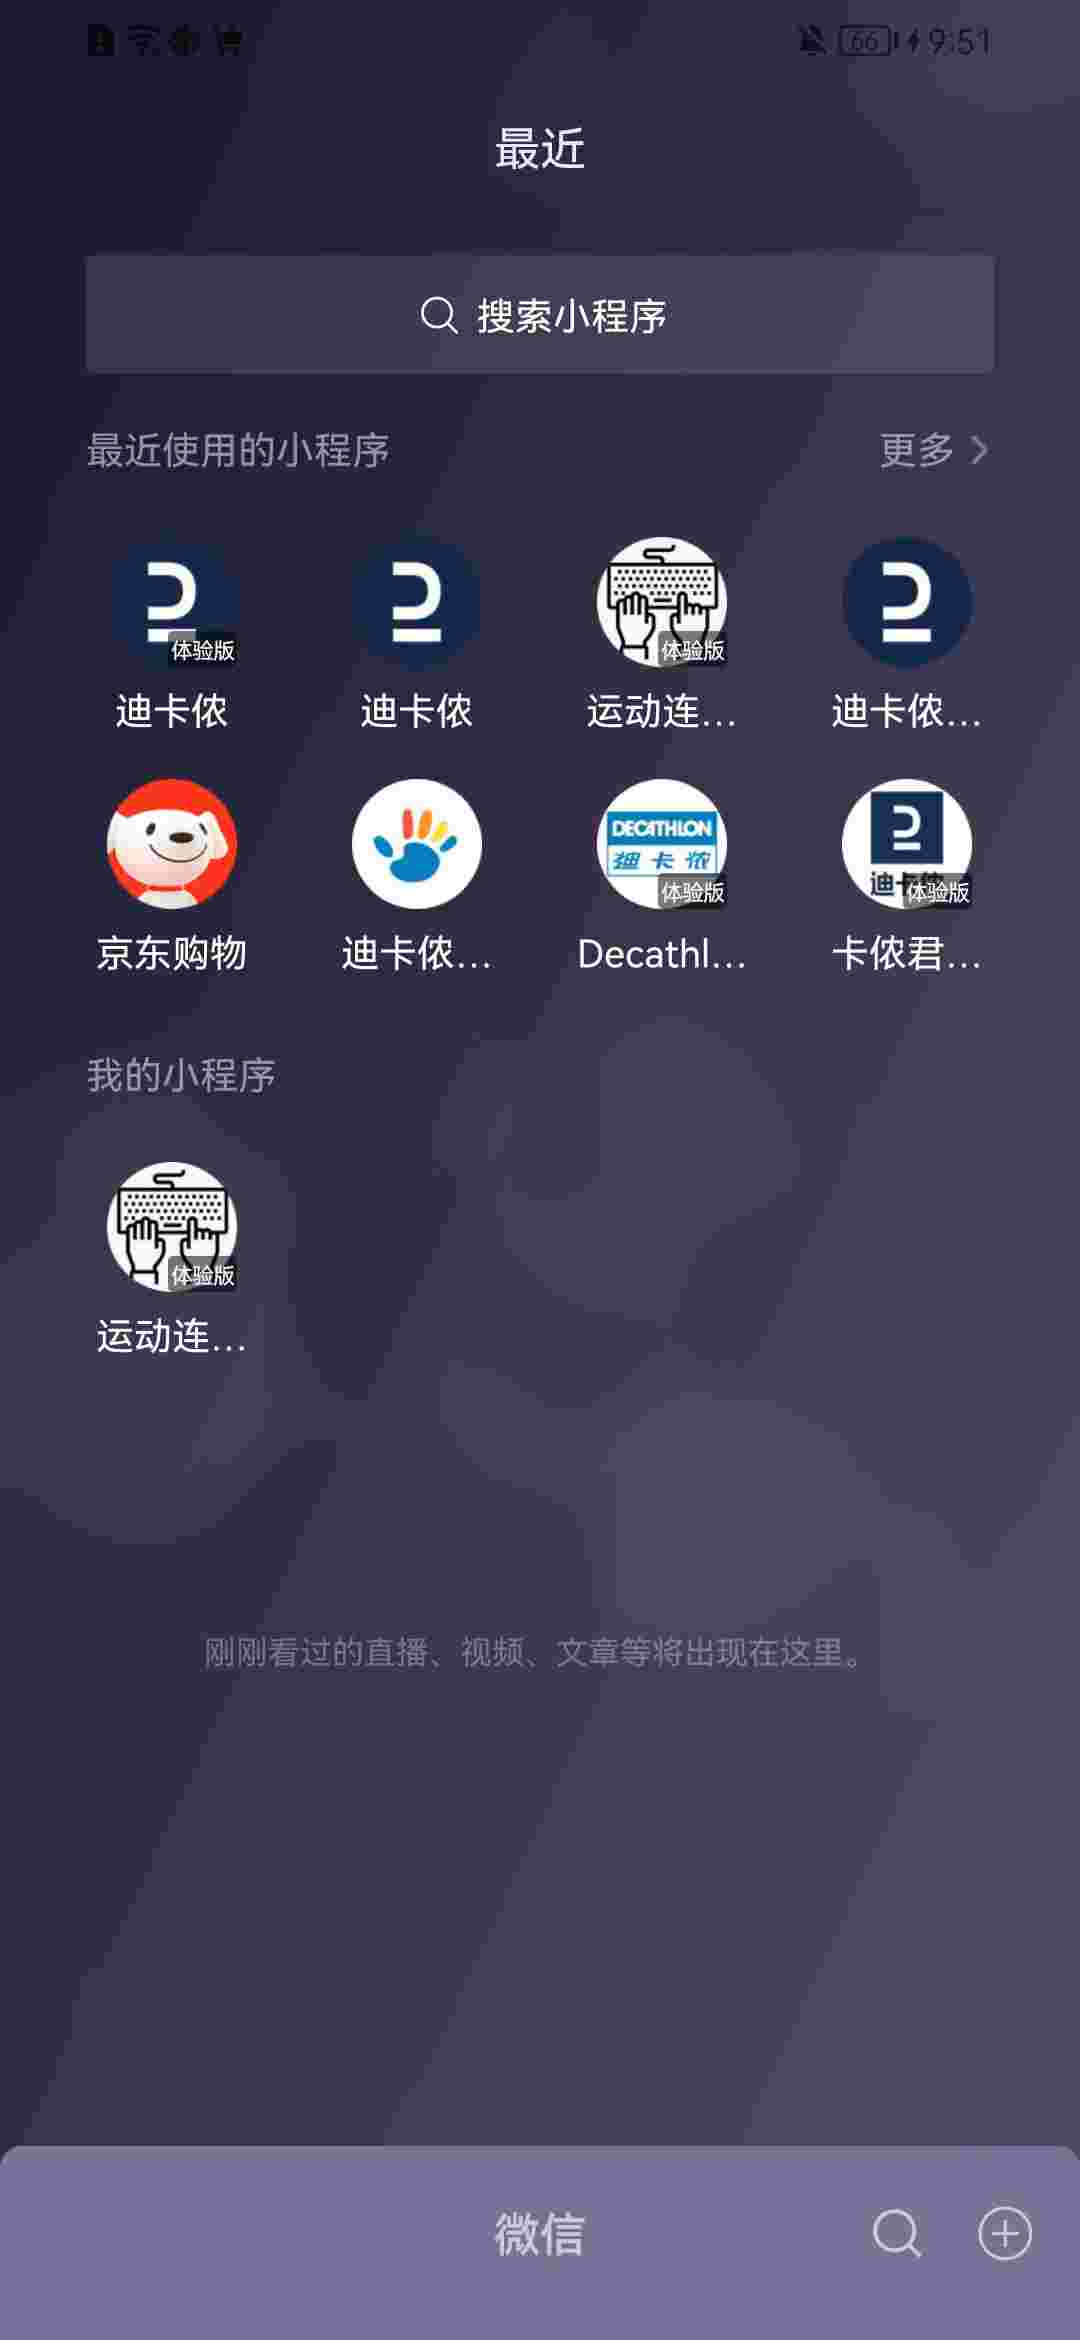 66 9:51
最近
搜索小程序
最近使用的小程序 更多
体验版 体验版
迪卡侬 迪卡侬 运动连... 迪卡侬...
DECATHLON
迪卡侬 迪卡侬
体验版 体验版
京东购物 迪卡侬... Decathl... 卡侬君...
我的小程序
体验版
运动连...
刚刚看过的直播、视频、文章等将出现在这里。
微信